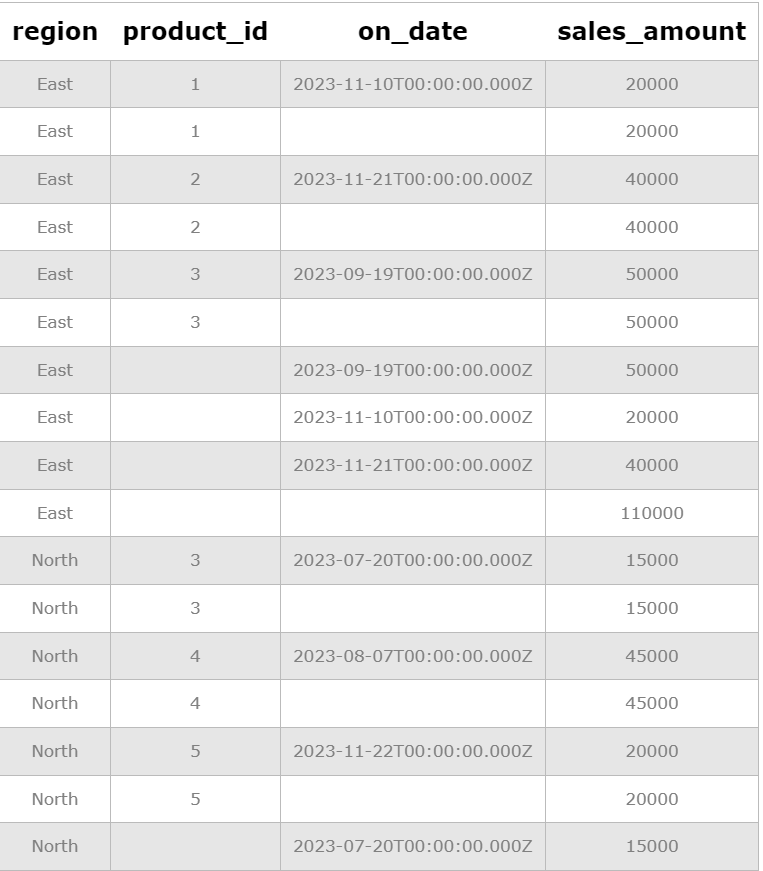 region product_id on_date sales_amount
East 1 2023-11-10T00:00:00.000Z 20000
East 1 20000
East 2 2023-11-21T00:00:00.000Z 40000
East 2 40000
East 3 2023-09-19T00:00:00.000Z 50000
East 3 50000
East 2023-09-19T00:00:00.000Z 50000
East 2023-11-10T00:00:00.000Z 20000
East 2023-11-21T00:00:00.000Z 40000
East 110000
North 3 2023-07-20T00:00:00.000Z 15000
North 3 15000
North 4 2023-08-07T00:00:00.000Z 45000
North 4 45000
North 5 2023-11-22T00:00:00.000Z 20000
North 5 20000
North 2023-07-20T00:00:00.000Z 15000